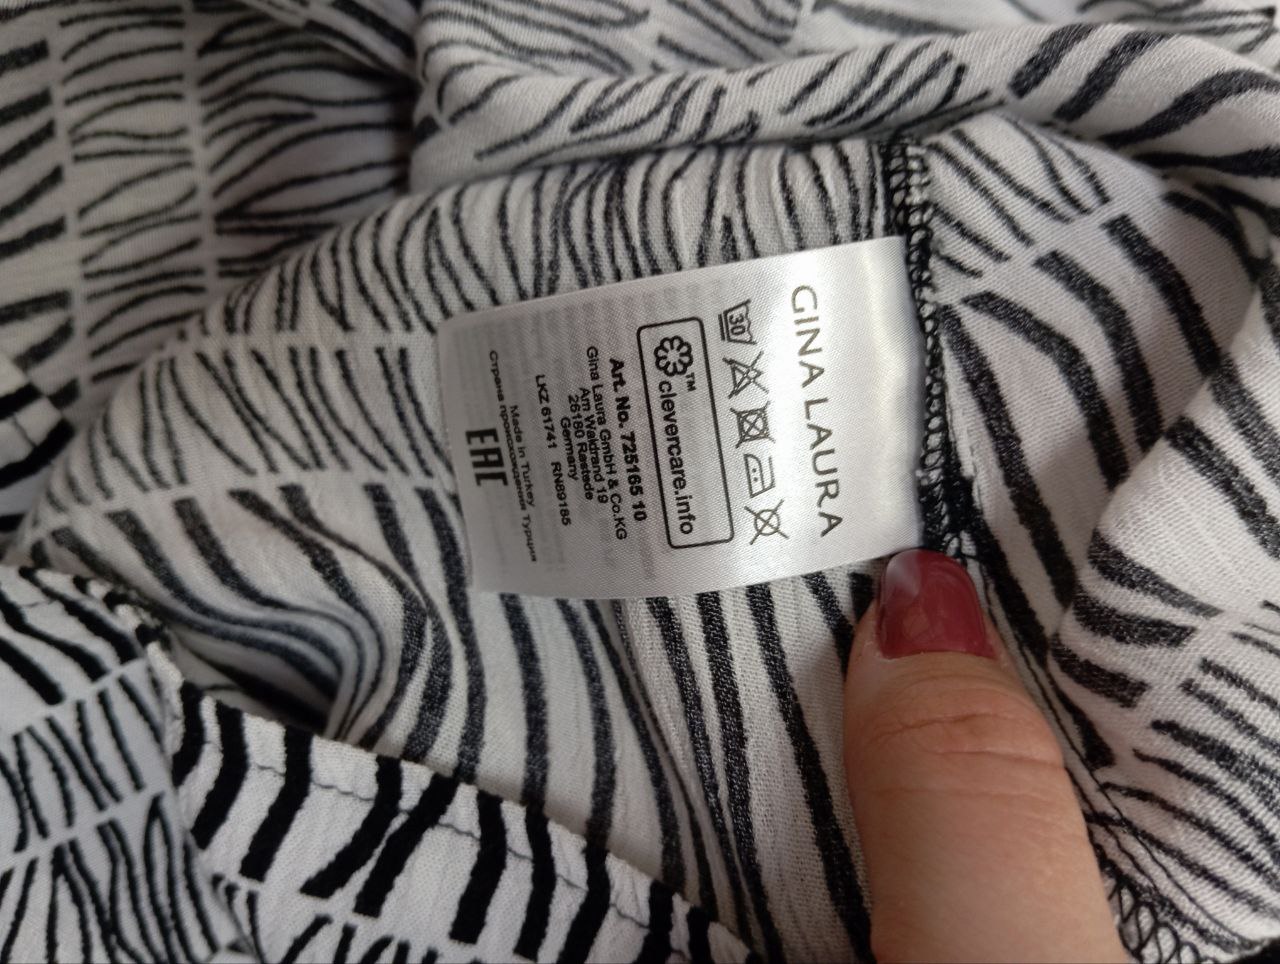 GINA LAURA
30
™
clevercare.info
Art. No. 725165 10
Gina Laura GmbH & Co.KG
Am Waldrand 19
26180 Rastede
Germany
LKZ 61741 RN89185
Made in Turkey
Страна происхождения Турция
EAC